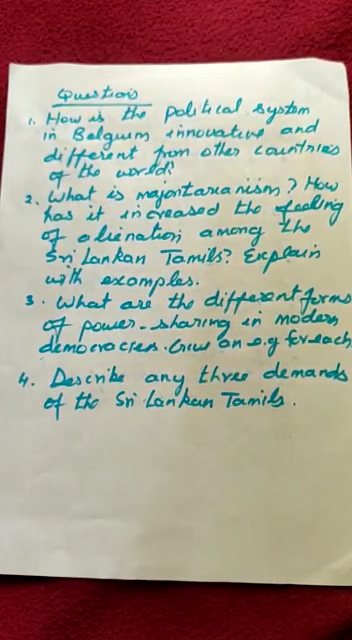 Questions
1. How is the political system
in Belgium innovative and
different from other countries
of the world?
2. What is majoritarianism? How
has it increased the feeling
of alienation among the
Sri Lankan Tamils? Explain
with examples.
3. What are the different forms
of power-sharing in modern
democracies. Give an e.g for each
4. Describe any three demands
of the Sri Lankan Tamils.